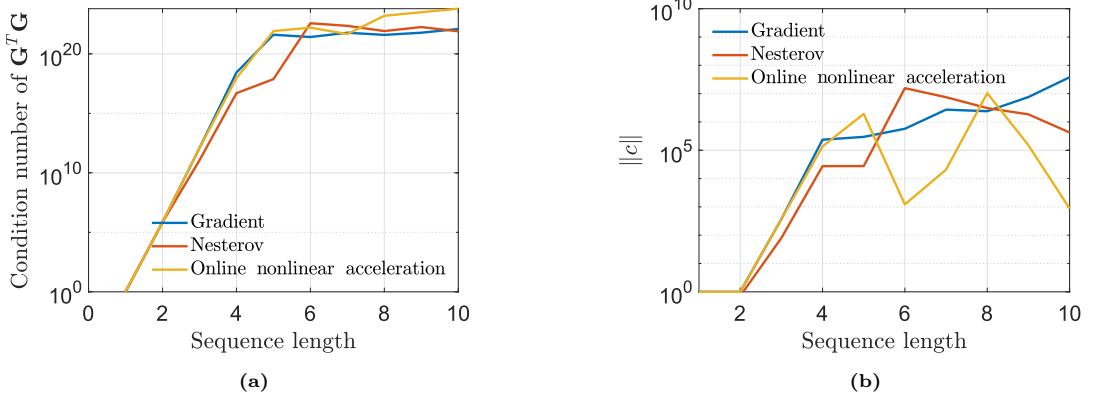 Condition number of G^T G
10^20
10^10
10^0
0
2
4
6
8
10
Sequence length
Gradient
Nesterov
Online nonlinear acceleration
(a)
||c||
10^10
10^5
10^0
2
4
6
8
10
Sequence length
Gradient
Nesterov
Online nonlinear acceleration
(b)